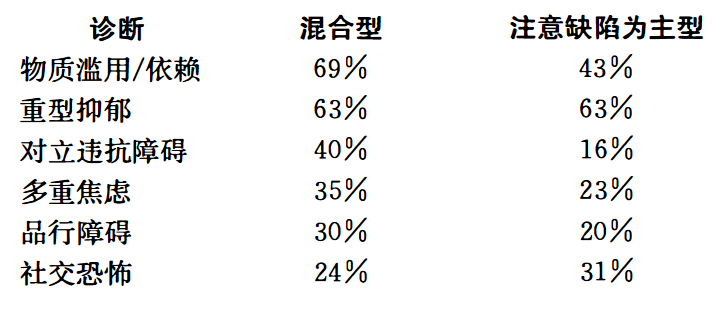 诊断 混合型 注意缺陷为主型
物质滥用/依赖 69% 43%
重型抑郁 63% 63%
对立违抗障碍 40% 16%
多重焦虑 35% 23%
品行障碍 30% 20%
社交恐怖 24% 31%